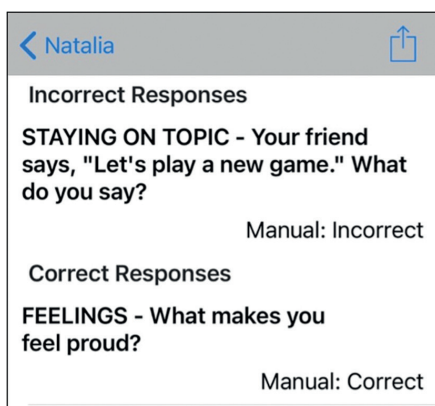 Natalia
Incorrect Responses
STAYING ON TOPIC - Your friend
says, "Let's play a new game." What
do you say?
Manual: Incorrect
Correct Responses
FEELINGS - What makes you
feel proud?
Manual: Correct